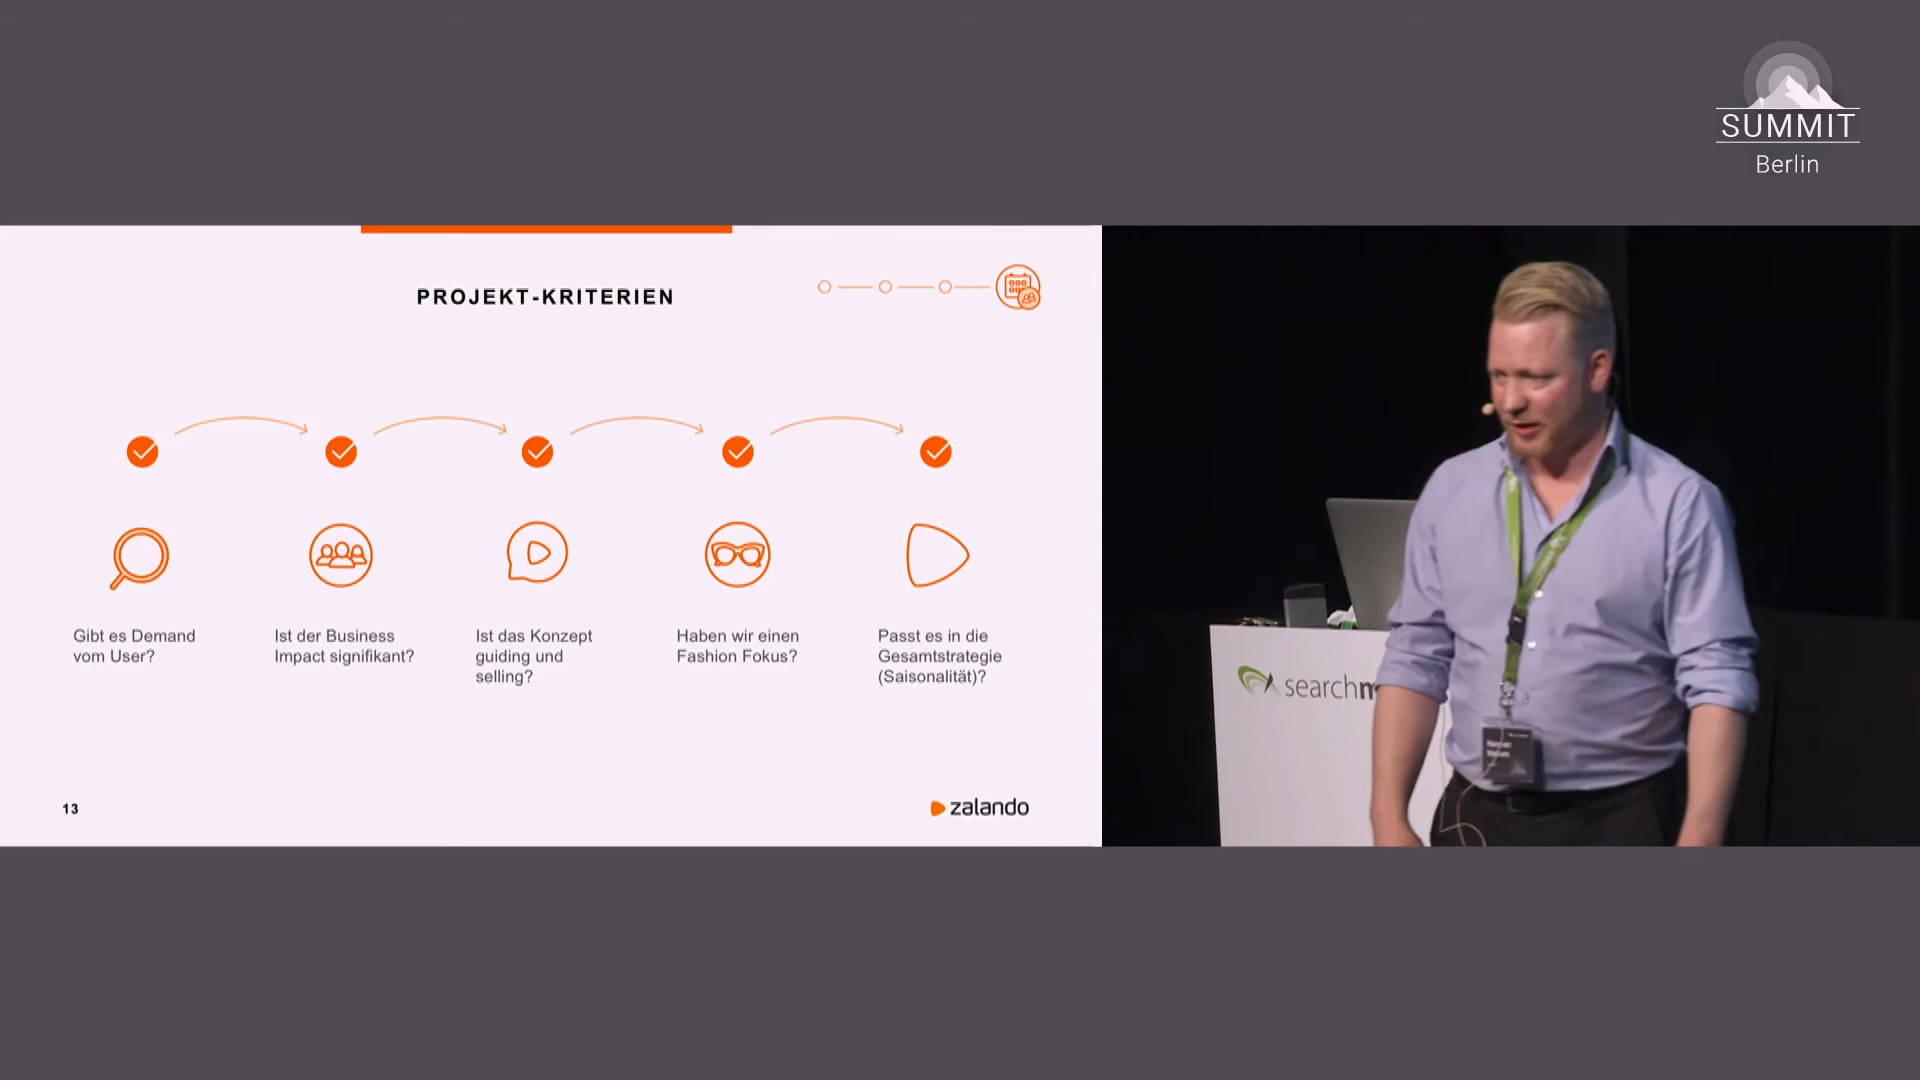 SUMMIT
Berlin
PROJEKT-KRITERIEN
Gibt es Demand
vom User?
Ist der Business
Impact signifikant?
Ist das Konzept
guiding und
selling?
Haben wir einen
Fashion Fokus?
Passt es in die
Gesamtstrategie
(Saisonalität)?
13
zalando
searchm